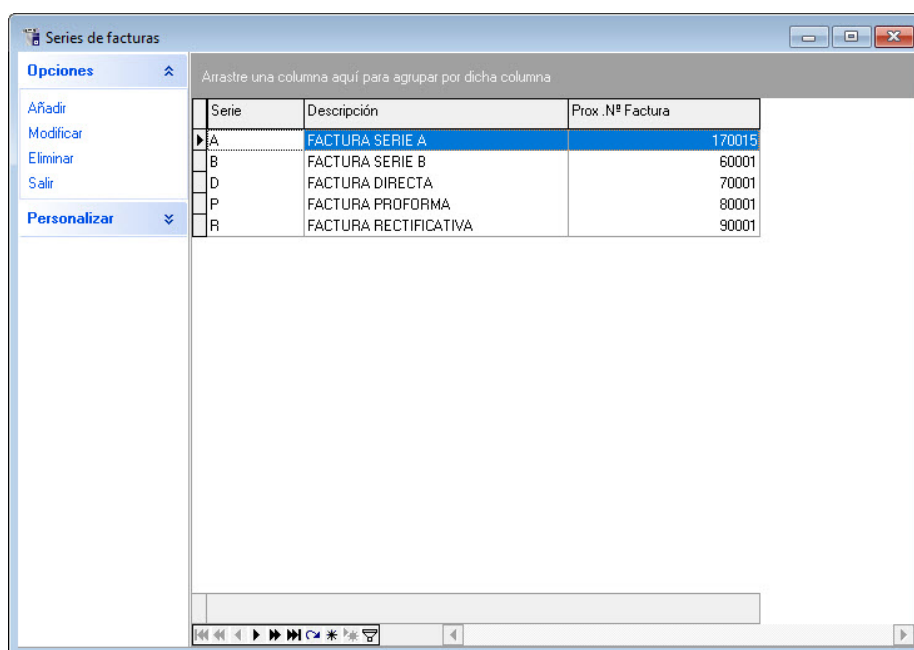 Series de facturas
Opciones
Añadir
Modificar
Eliminar
Salir
Personalizar
Arrastre una columna aquí para agrupar por dicha columna
Serie Descripción Prox .Nº Factura
A FACTURA SERIE A 170015
B FACTURA SERIE B 60001
D FACTURA DIRECTA 70001
P FACTURA PROFORMA 80001
R FACTURA RECTIFICATIVA 90001